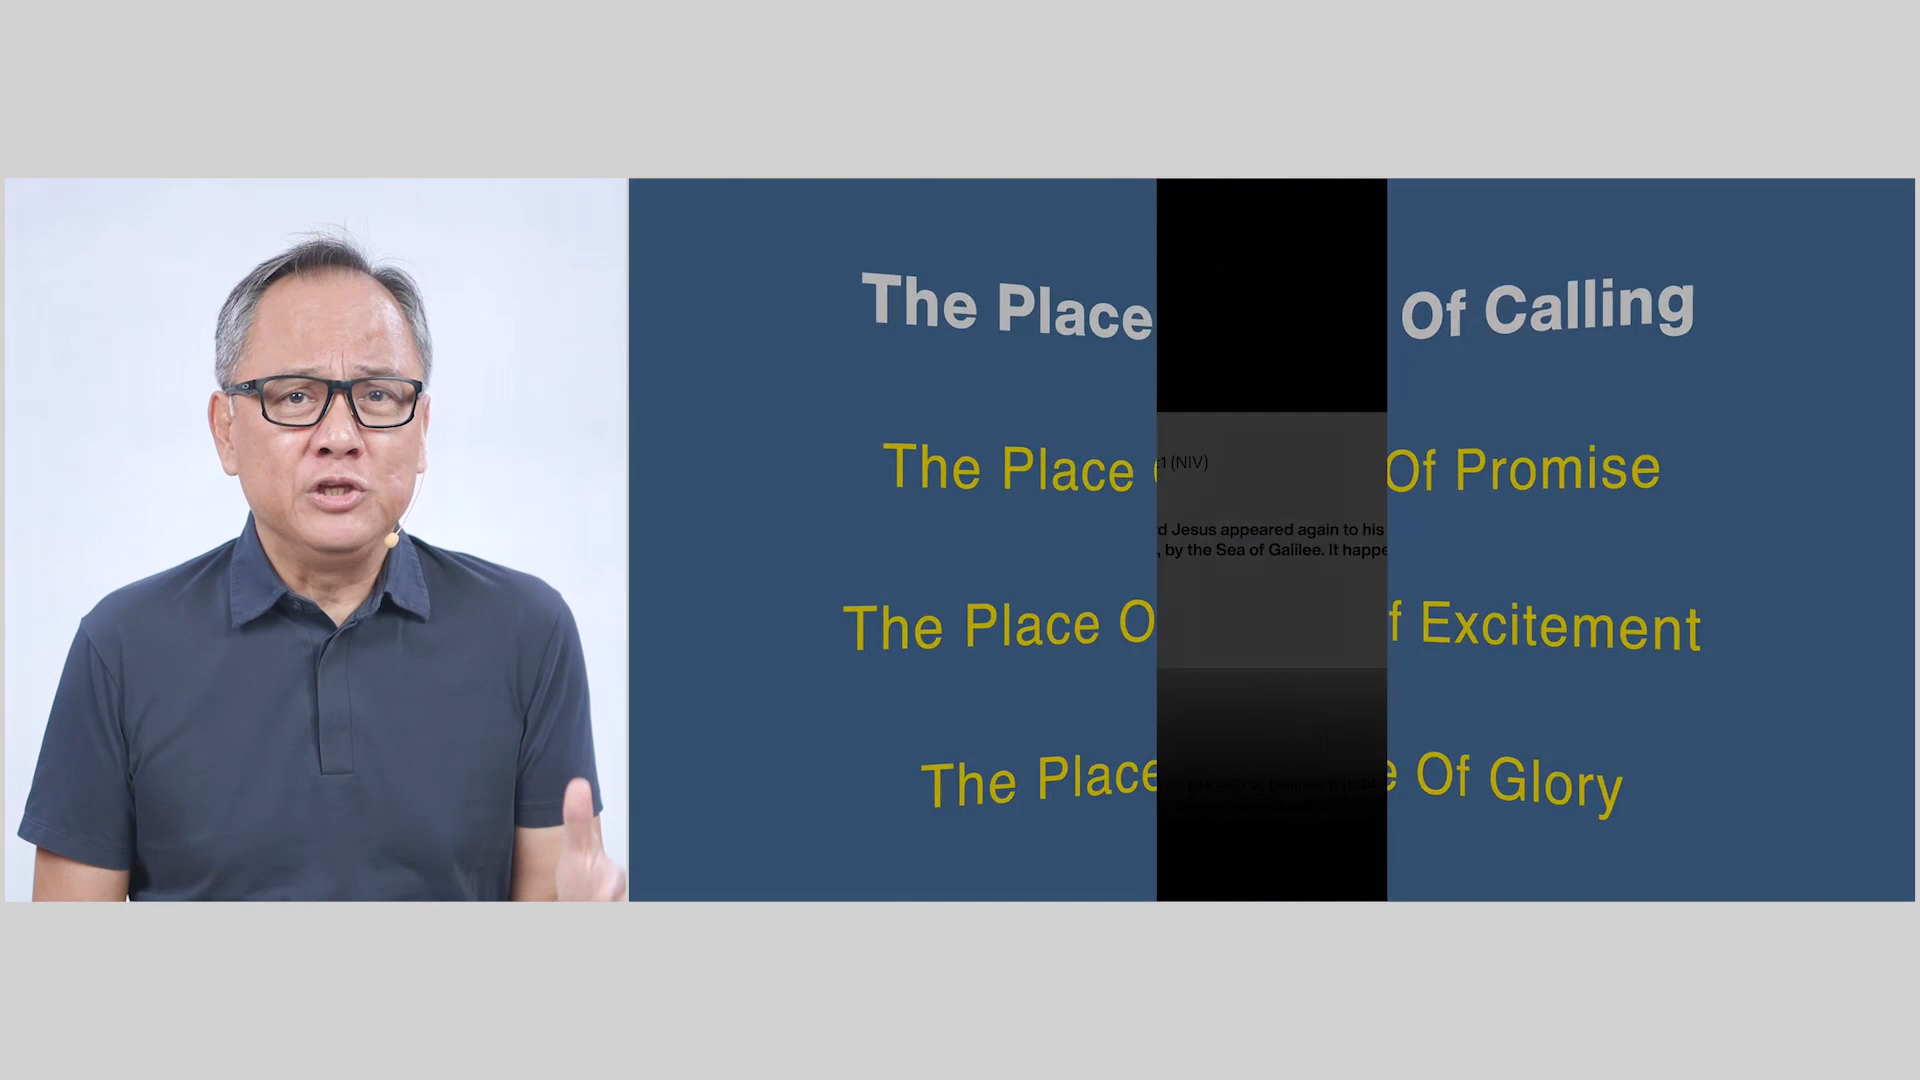 The Place Of Calling
The Place Of Promise
:1 (NIV)
d Jesus appeared again to his
, by the Sea of Galilee. It happe
The Place Of Excitement
The Place Of Glory